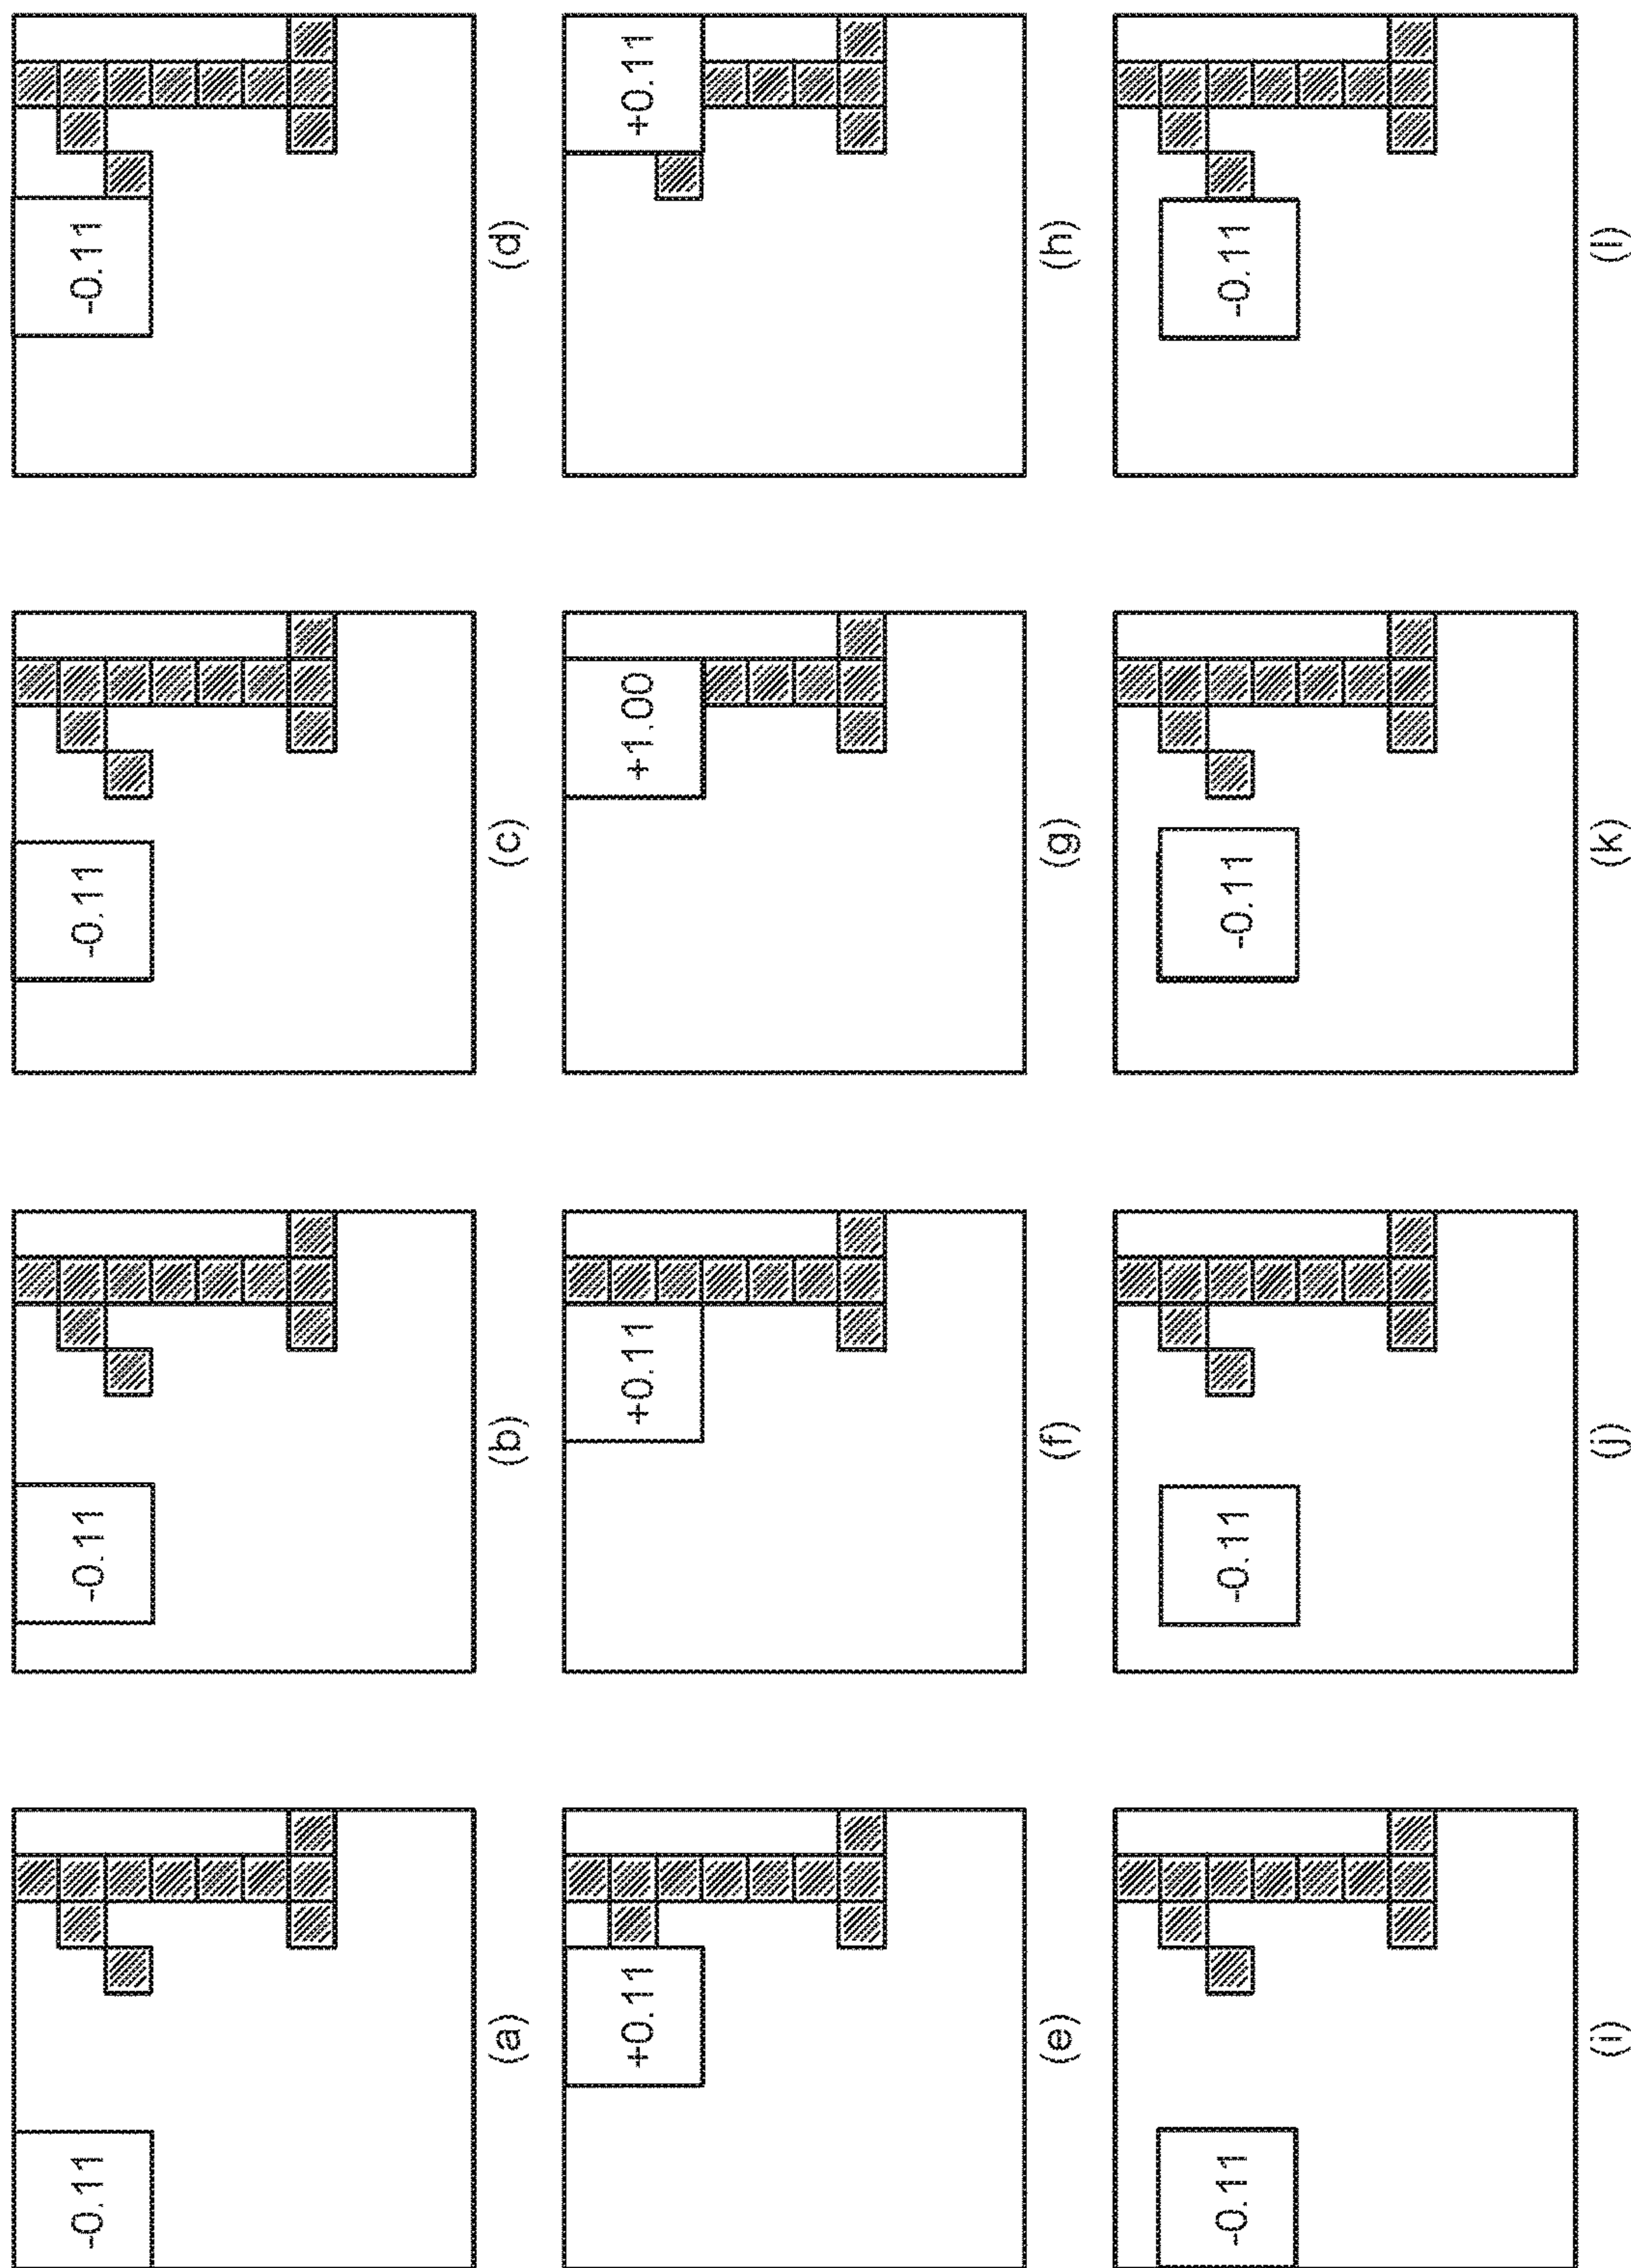 -0.11
-0.11
-0.11
-0.11
(a)
(b)
(c)
(d)
+0.11
+0.11
+1.00
+0.11
(e)
(f)
(g)
(h)
-0.11
-0.11
-0.11
-0.11
(i)
(j)
(k)
(l)